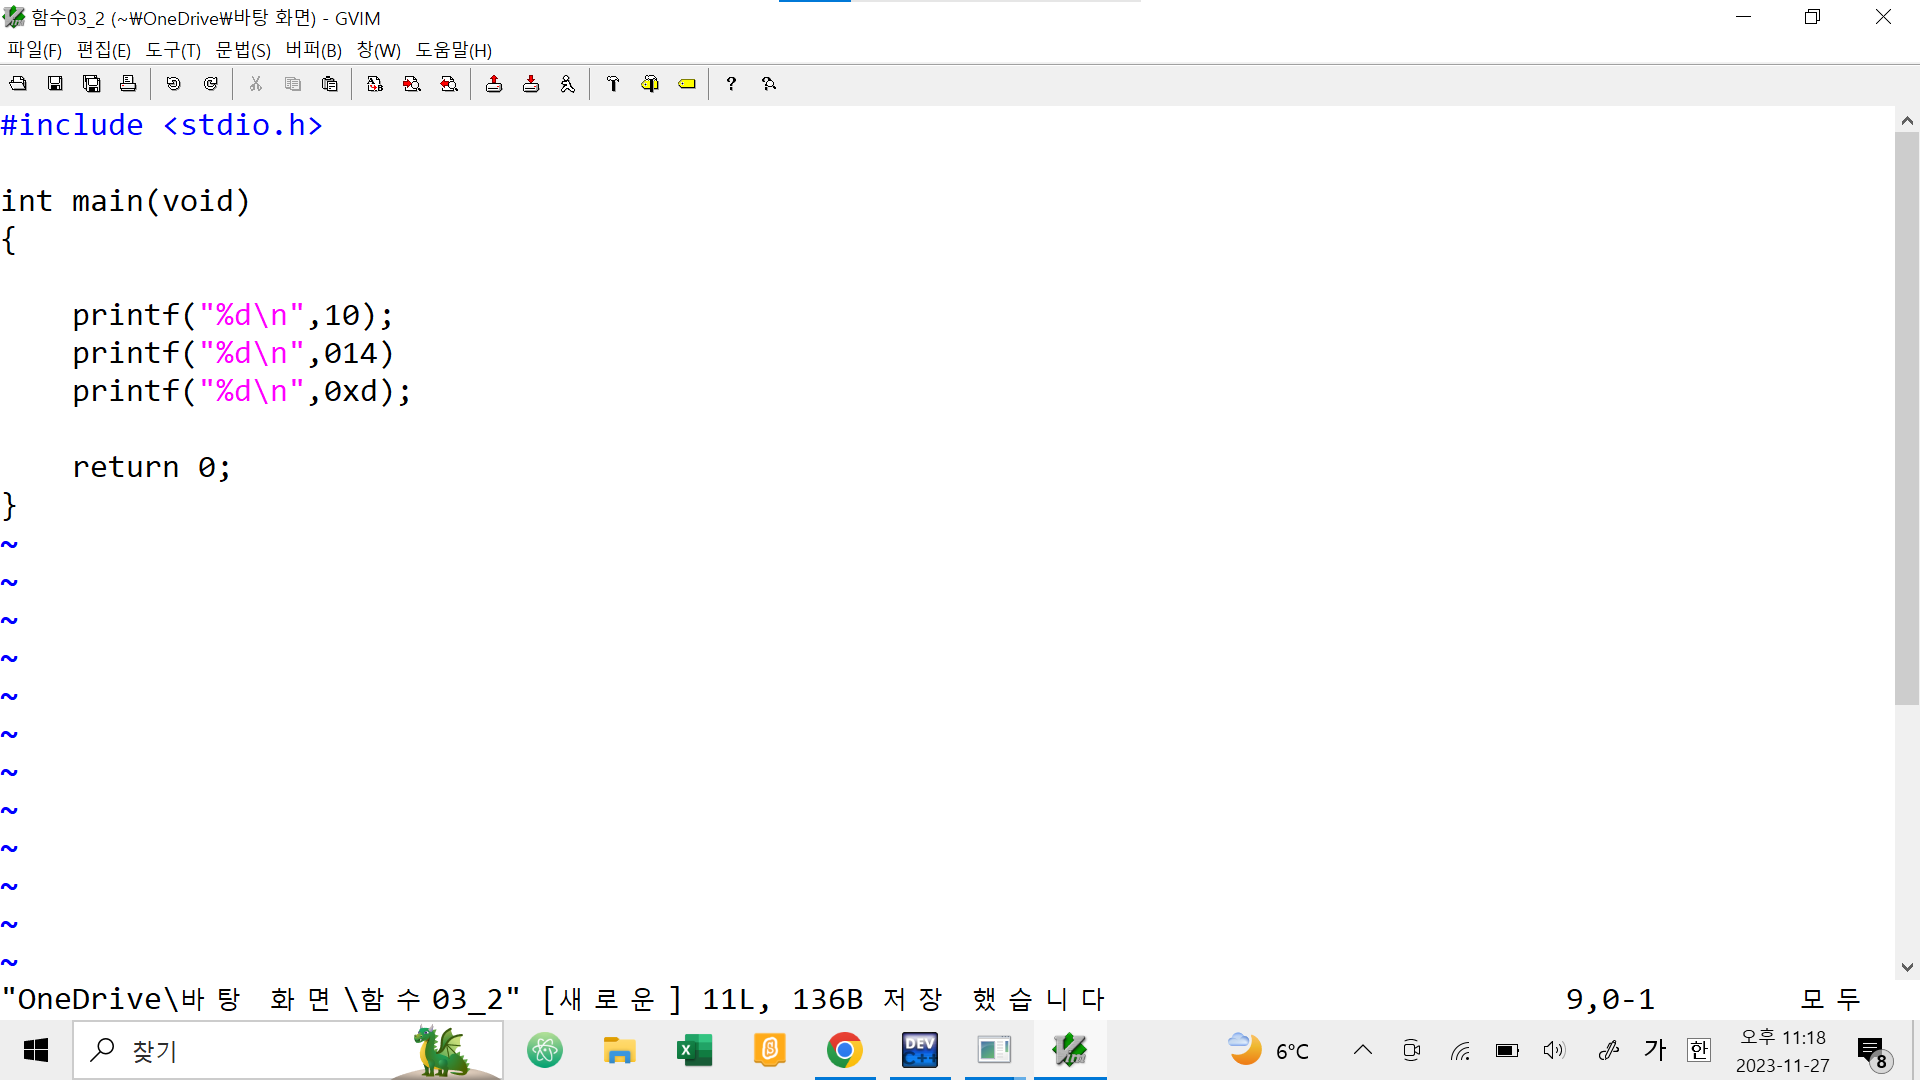 함수03_2 (~₩OneDrive₩바탕 화면) - GVIM
파일(F) 편집(E) 도구(T) 문법(S) 버퍼(B) 창(W) 도움말(H)
#include <stdio.h>
int main(void)
{
printf("%d\n",10);
printf("%d\n",014)
printf("%d\n",0xd);
return 0;
}
~
~
~
~
~
~
~
~
~
~
~
~
"OneDrive\바탕 화면\함수03_2" [새로운] 11L, 136B 저장 했습니다 9,0-1 모두
찾기
DEV C++
6°C
가
한
오후 11:18
2023-11-27
8